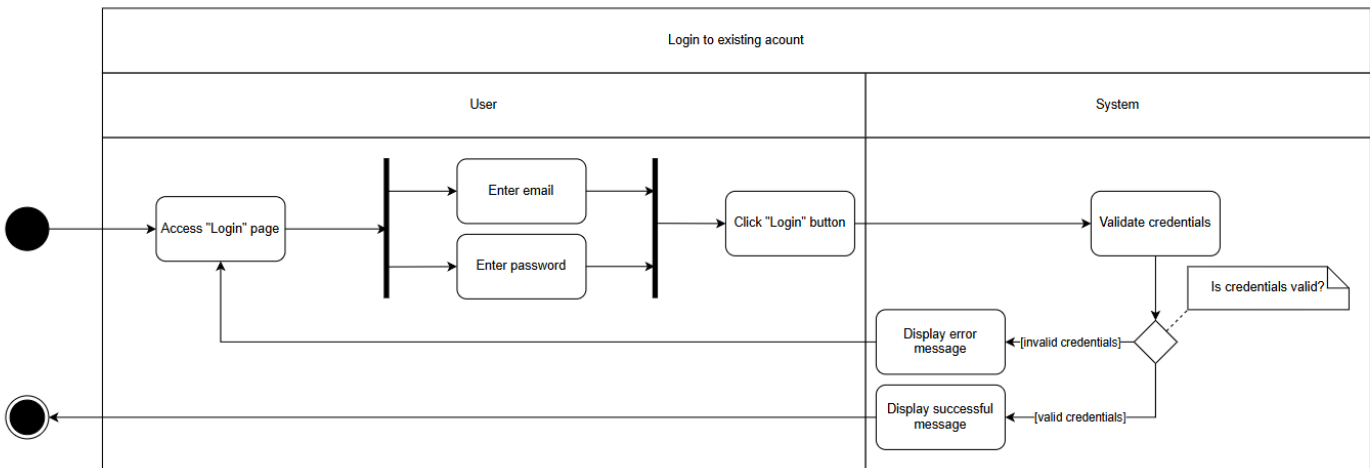 Login to existing acount
User
System
Access "Login" page
Enter email
Enter password
Click "Login" button
Validate credentials
Is credentials valid?
Display error
message
[invalid credentials]
Display successful
message
[valid credentials]